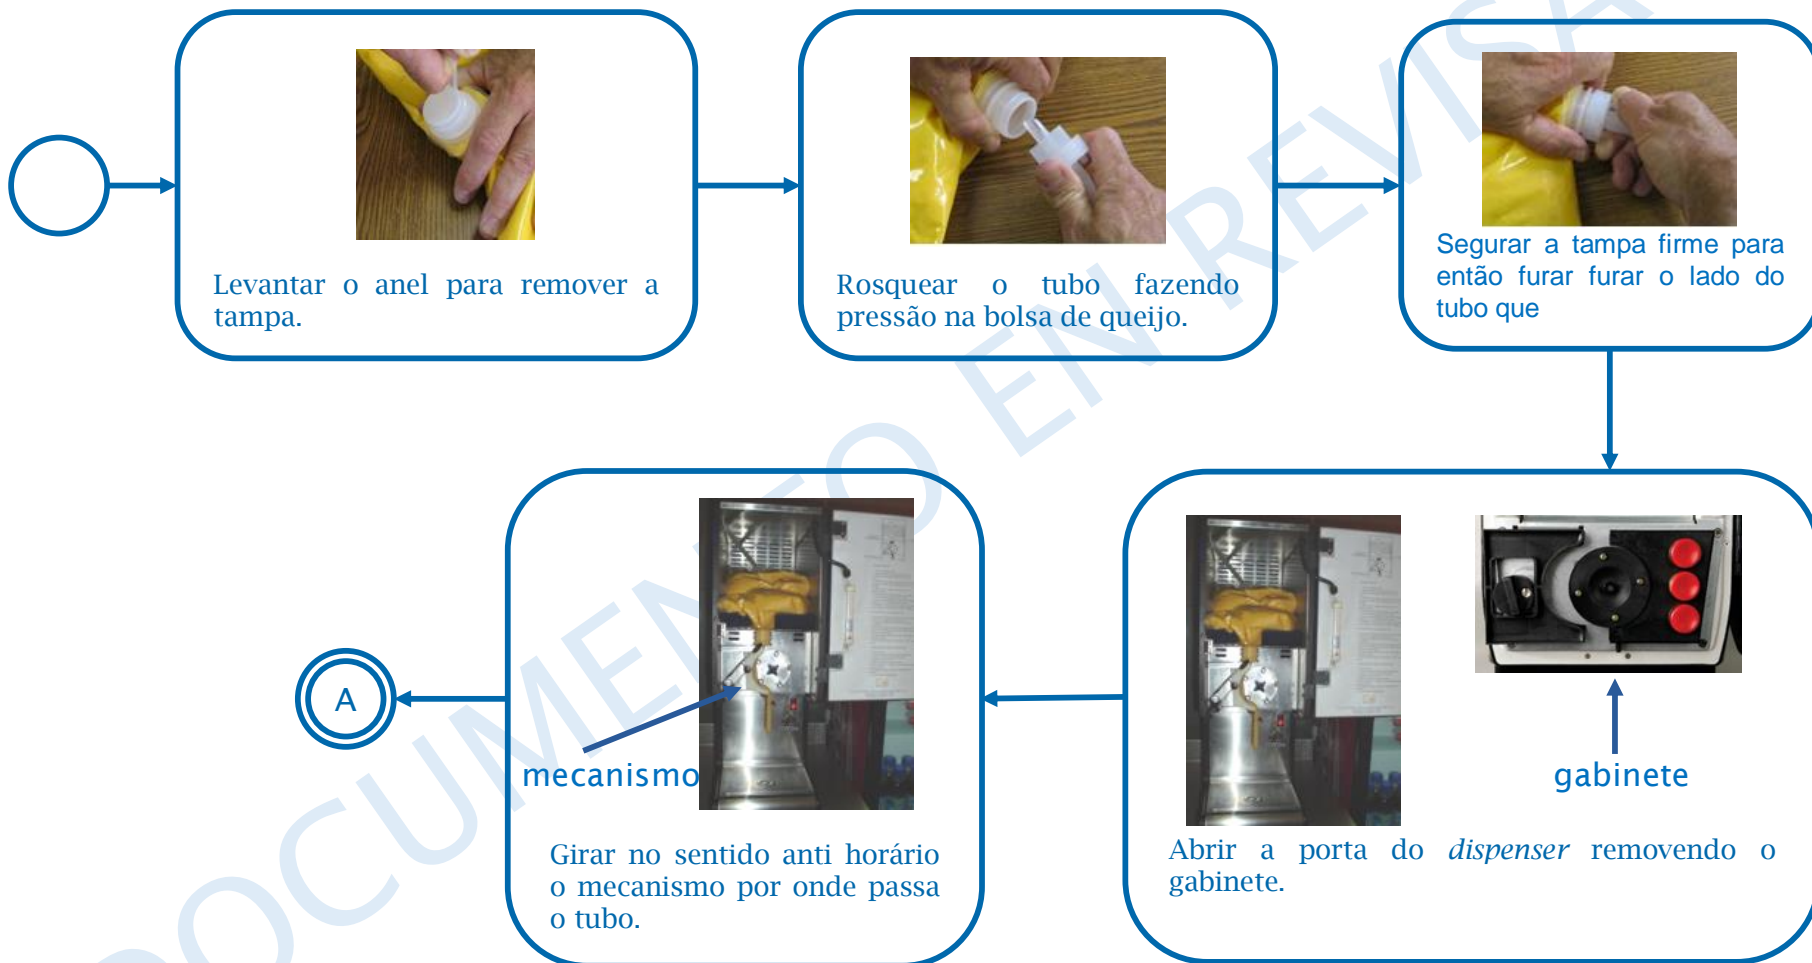 Levantar o anel para remover a
tampa.
Rosquear o tubo fazendo
pressão na bolsa de queijo.
Segurar a tampa firme para
então furar furar o lado do
tubo que
gabinete
Abrir a porta do dispenser removendo o
gabinete.
mecanismo
Girar no sentido anti horário
o mecanismo por onde passa
o tubo.
A
DOCUMENTO EN REVISA